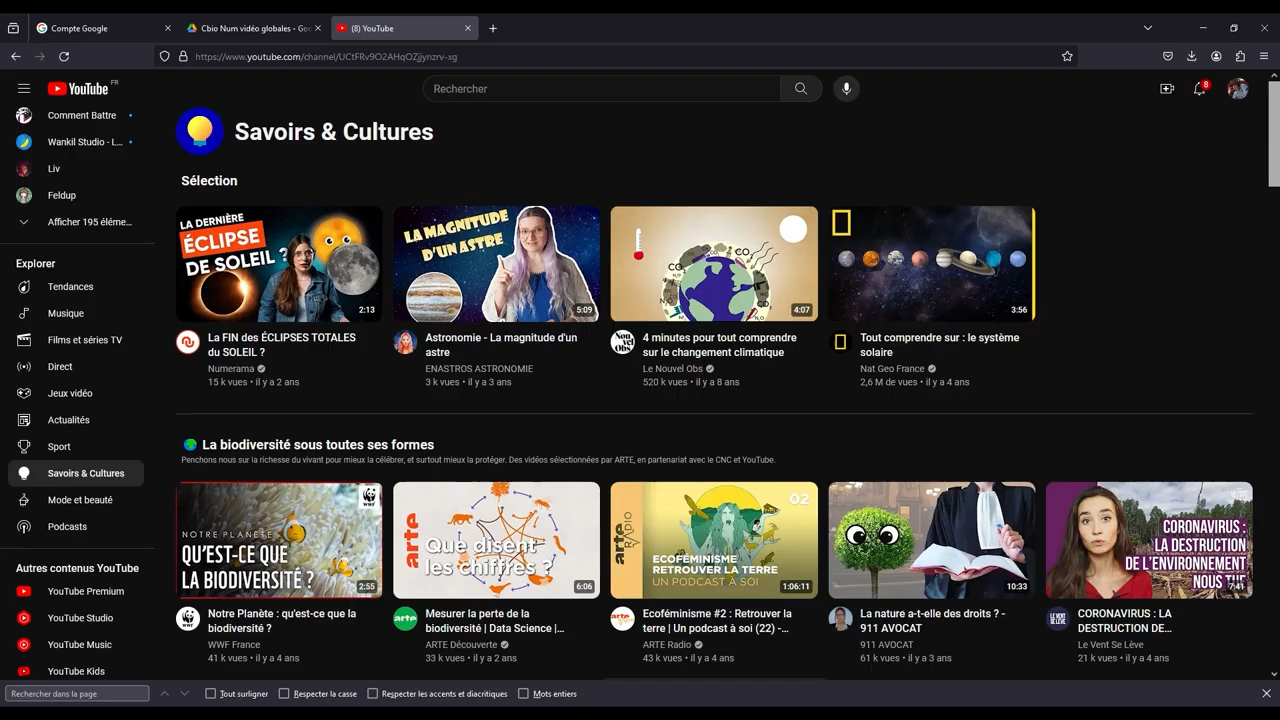 Compte Google
Cbio Num vidéo globales - Goo
(8) YouTube
https://www.youtube.com/channel/UCtFRv9O2AHqOZjjynzrv-xg
YouTube FR
Rechercher
8
Comment Battre
Wankil Studio - L...
Liv
Feldup
Afficher 195 éléme...
Explorer
Tendances
Musique
Films et séries TV
Direct
Jeux vidéo
Actualités
Sport
Savoirs & Cultures
Mode et beauté
Podcasts
Autres contenus YouTube
YouTube Premium
YouTube Studio
YouTube Music
YouTube Kids
Savoirs & Cultures
Sélection
LA DERNIÈRE
ÉCLIPSE
DE SOLEIL ?
2:13
La FIN des ÉCLIPSES TOTALES
du SOLEIL ?
Numerama
15 k vues • il y a 2 ans
LA MAGNITUDE
D'UN ASTRE
5:09
Astronomie - La magnitude d'un
astre
ENASTROS ASTRONOMIE
3 k vues • il y a 3 ans
4:07
Nou vel Obs
4 minutes pour tout comprendre
sur le changement climatique
Le Nouvel Obs
520 k vues • il y a 8 ans
3:56
Tout comprendre sur : le système
solaire
Nat Geo France
2,6 M de vues • il y a 4 ans
La biodiversité sous toutes ses formes
Penchons nous sur la richesse du vivant pour mieux la célébrer, et surtout mieux la protéger. Des vidéos sélectionnées par ARTE, en partenariat avec le CNC et YouTube.
WWF
NOTRE PLANÈTE
QU'EST-CE QUE
LA BIODIVERSITÉ ?
2:55
Notre Planète : qu'est-ce que la
biodiversité ?
WWF France
41 k vues • il y a 4 ans
arte
Que disent
les chiffres ?
6:06
Mesurer la perte de la
biodiversité | Data Science |...
ARTE Découverte
33 k vues • il y a 2 ans
02
arte RADIO
ECOFÉMINISME
RETROUVER LA TERRE
UN PODCAST À SOI
1:06:11
Ecoféminisme #2 : Retrouver la
terre | Un podcast à soi (22) -...
ARTE Radio
43 k vues • il y a 4 ans
10:33
La nature a-t-elle des droits ? -
911 AVOCAT
911 AVOCAT
61 k vues • il y a 3 ans
CORONAVIRUS :
LA DESTRUCTION
DE L'ENVIRONNEMENT
NOUS TUE
7:41
CORONAVIRUS : LA
DESTRUCTION DE...
Le Vent Se Lève
21 k vues • il y a 4 ans
Rechercher dans la page
Tout surligner
Respecter la casse
Respecter les accents et diacritiques
Mots entiers